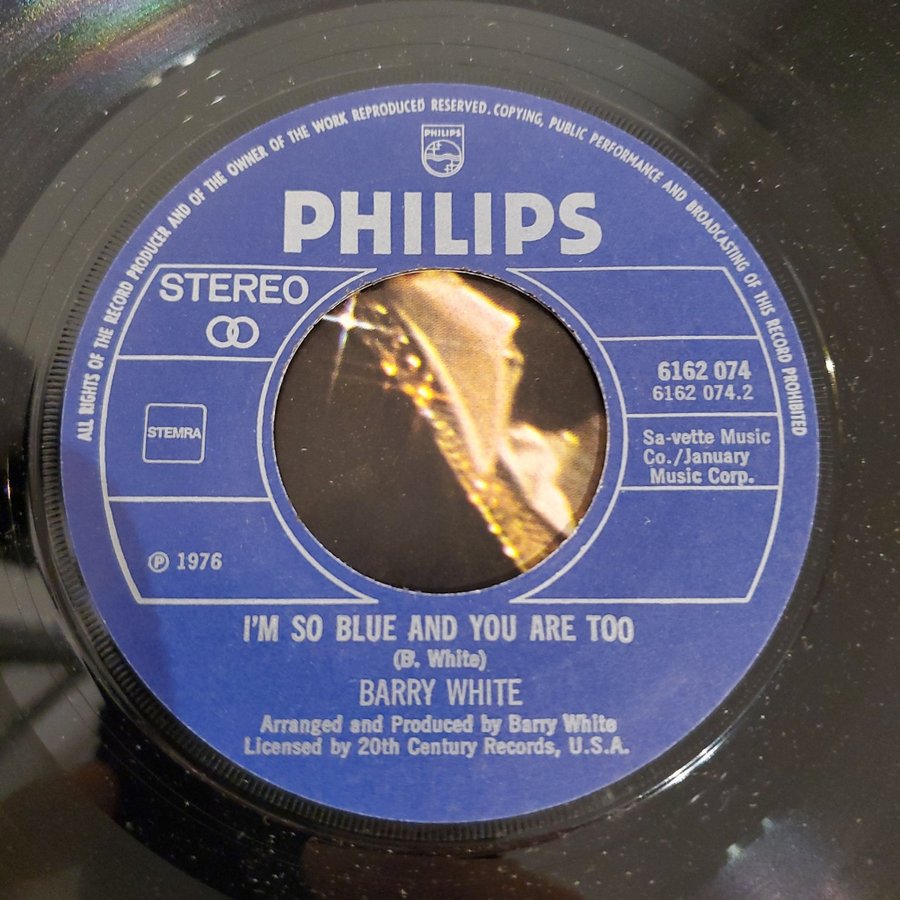 ALL RIGHTS OF THE RECORD PRODUCER AND OF THE OWNER OF THE WORK REPRODUCED RESERVED. COPYING, PUBLIC PERFORMANCE AND BROADCASTING OF THIS RECORD PROHIBITED
PHILIPS
PHILIPS
STEREO
STEMRA
℗ 1976
6162 074
6162 074.2
Sa-vette Music
Co./January
Music Corp.
I'M SO BLUE AND YOU ARE TOO
(B. White)
BARRY WHITE
Arranged and Produced by Barry White
Licensed by 20th Century Records, U.S.A.